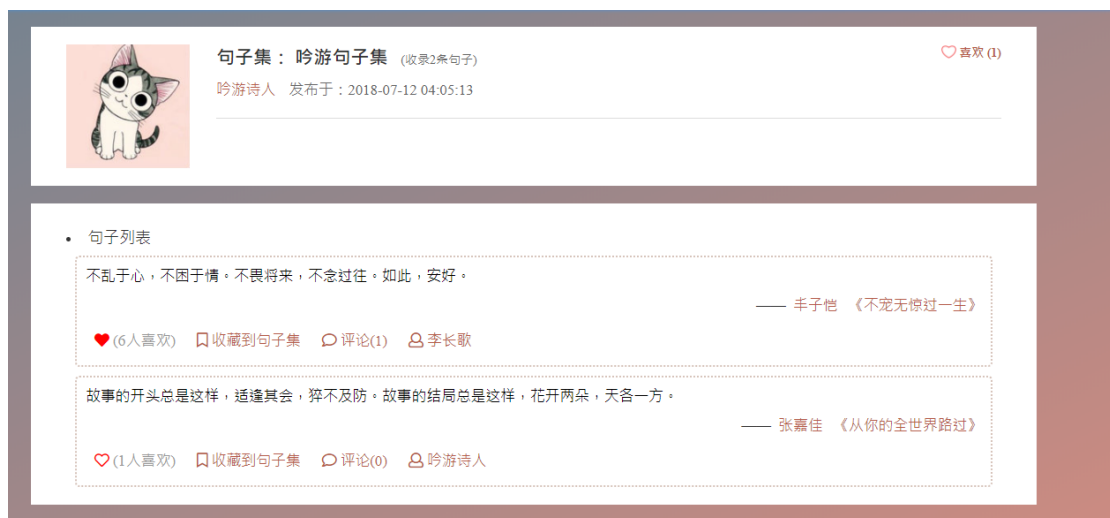 句子集： 吟游句子集 (收录2条句子) 喜欢 (1)
吟游诗人 发布于：2018-07-12 04:05:13
句子列表
不乱于心，不困于情。不畏将来，不念过往。如此，安好。
—— 丰子恺 《不宠无惊过一生》
(6人喜欢) 收藏到句子集 评论(1) 李长歌
故事的开头总是这样，适逢其会，猝不及防。故事的结局总是这样，花开两朵，天各一方。
—— 张嘉佳 《从你的全世界路过》
(1人喜欢) 收藏到句子集 评论(0) 吟游诗人